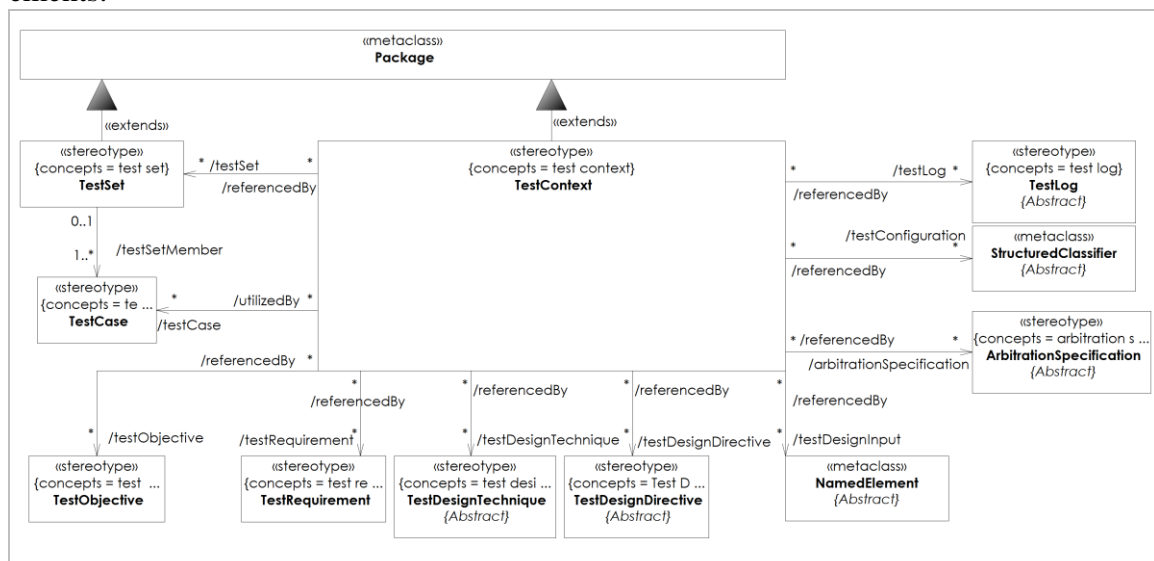 ements.
«metaclass»
Package
«extends»
«extends»
«stereotype»
{concepts = test set}
TestSet
* /testSet *
/referencedBy
«stereotype»
{concepts = test context}
TestContext
* /testLog *
/referencedBy
«stereotype»
{concepts = test log}
TestLog
{Abstract}
0..1
1..*
/testSetMember
/testConfiguration
* *
/referencedBy
«metaclass»
StructuredClassifier
{Abstract}
«stereotype»
{concepts = te ...
TestCase
* /utilizedBy *
/testCase
* /referencedBy *
/arbitrationSpecification
«stereotype»
{concepts = arbitration s ...
ArbitrationSpecification
{Abstract}
/referencedBy *
* /referencedBy
* /referencedBy
* /referencedBy
* /referencedBy
* /testObjective
/testRequirement *
* /testDesignTechnique
* /testDesignDirective
* /testDesignInput
«stereotype»
{concepts = test ...
TestObjective
«stereotype»
{concepts = test re ...
TestRequirement
«stereotype»
{concepts = test desi ...
TestDesignTechnique
{Abstract}
«stereotype»
{concepts = Test D ...
TestDesignDirective
{Abstract}
«metaclass»
NamedElement
{Abstract}